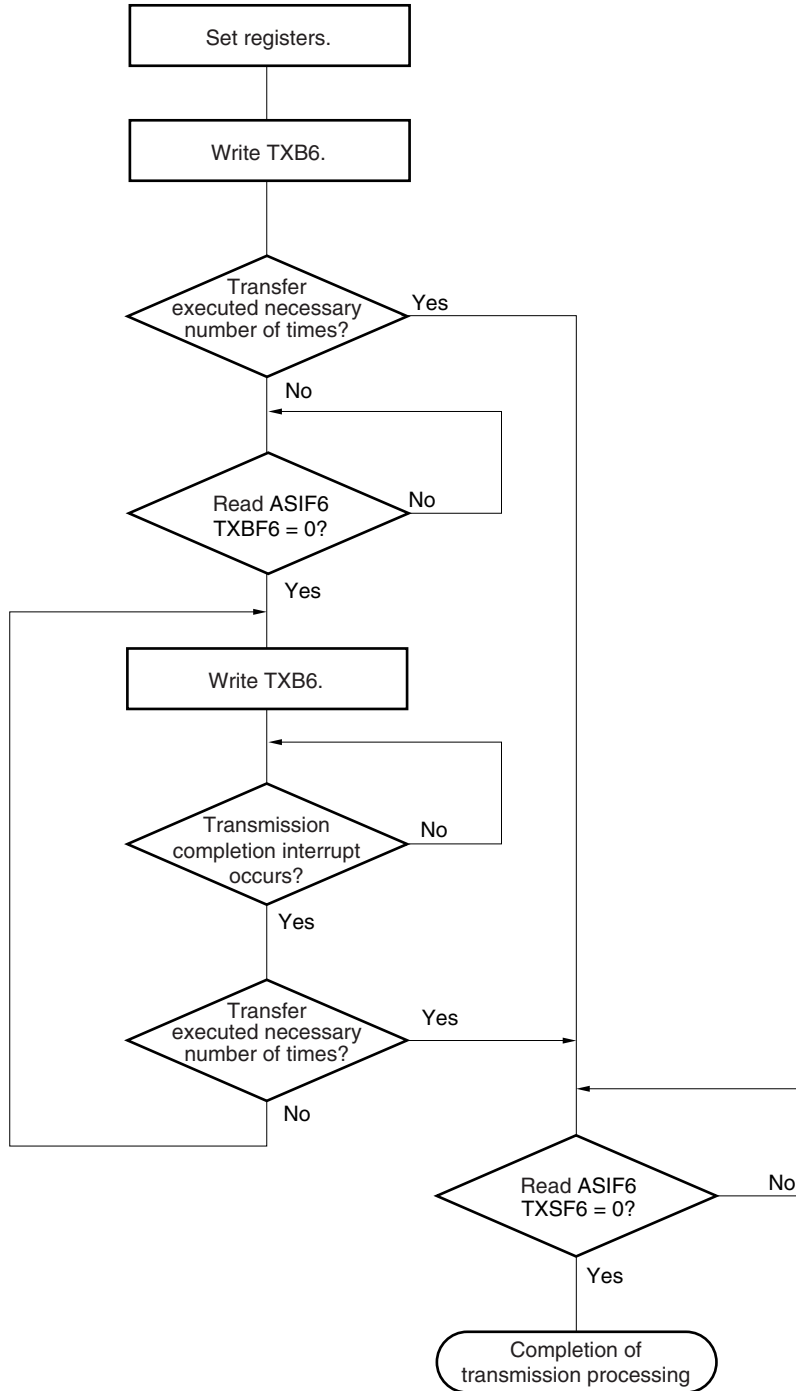 Set registers.
Write TXB6.
Transfer
executed necessary
number of times?
Yes
No
Read ASIF6
TXBF6 = 0?
No
Yes
Write TXB6.
Transmission
completion interrupt
occurs?
No
Yes
Transfer
executed necessary
number of times?
Yes
No
Read ASIF6
TXSF6 = 0?
No
Yes
Completion of
transmission processing